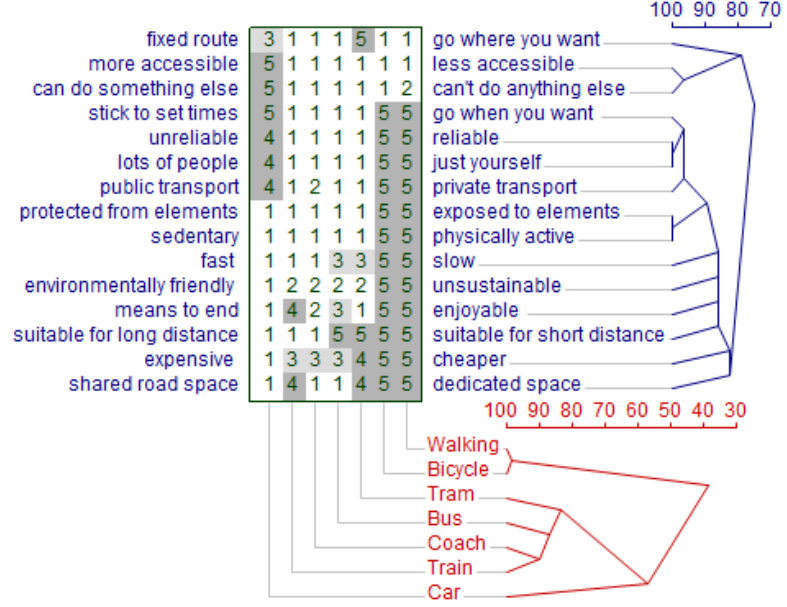 100 90 80 70
fixed route 3 1 1 1 5 1 1 go where you want
more accessible 5 1 1 1 1 1 1 less accessible
can do something else 5 1 1 1 1 1 2 can't do anything else
stick to set times 5 1 1 1 1 5 5 go when you want
unreliable 4 1 1 1 1 5 5 reliable
lots of people 4 1 1 1 1 5 5 just yourself
public transport 4 1 2 1 1 5 5 private transport
protected from elements 1 1 1 1 1 5 5 exposed to elements
sedentary 1 1 1 1 1 5 5 physically active
fast 1 1 1 3 3 5 5 slow
environmentally friendly 1 2 2 2 2 5 5 unsustainable
means to end 1 4 2 3 1 5 5 enjoyable
suitable for long distance 1 1 1 5 5 5 5 suitable for short distance
expensive 1 3 3 3 4 5 5 cheaper
shared road space 1 4 1 1 4 5 5 dedicated space
100 90 80 70 60 50 40 30
Walking
Bicycle
Tram
Bus
Coach
Train
Car